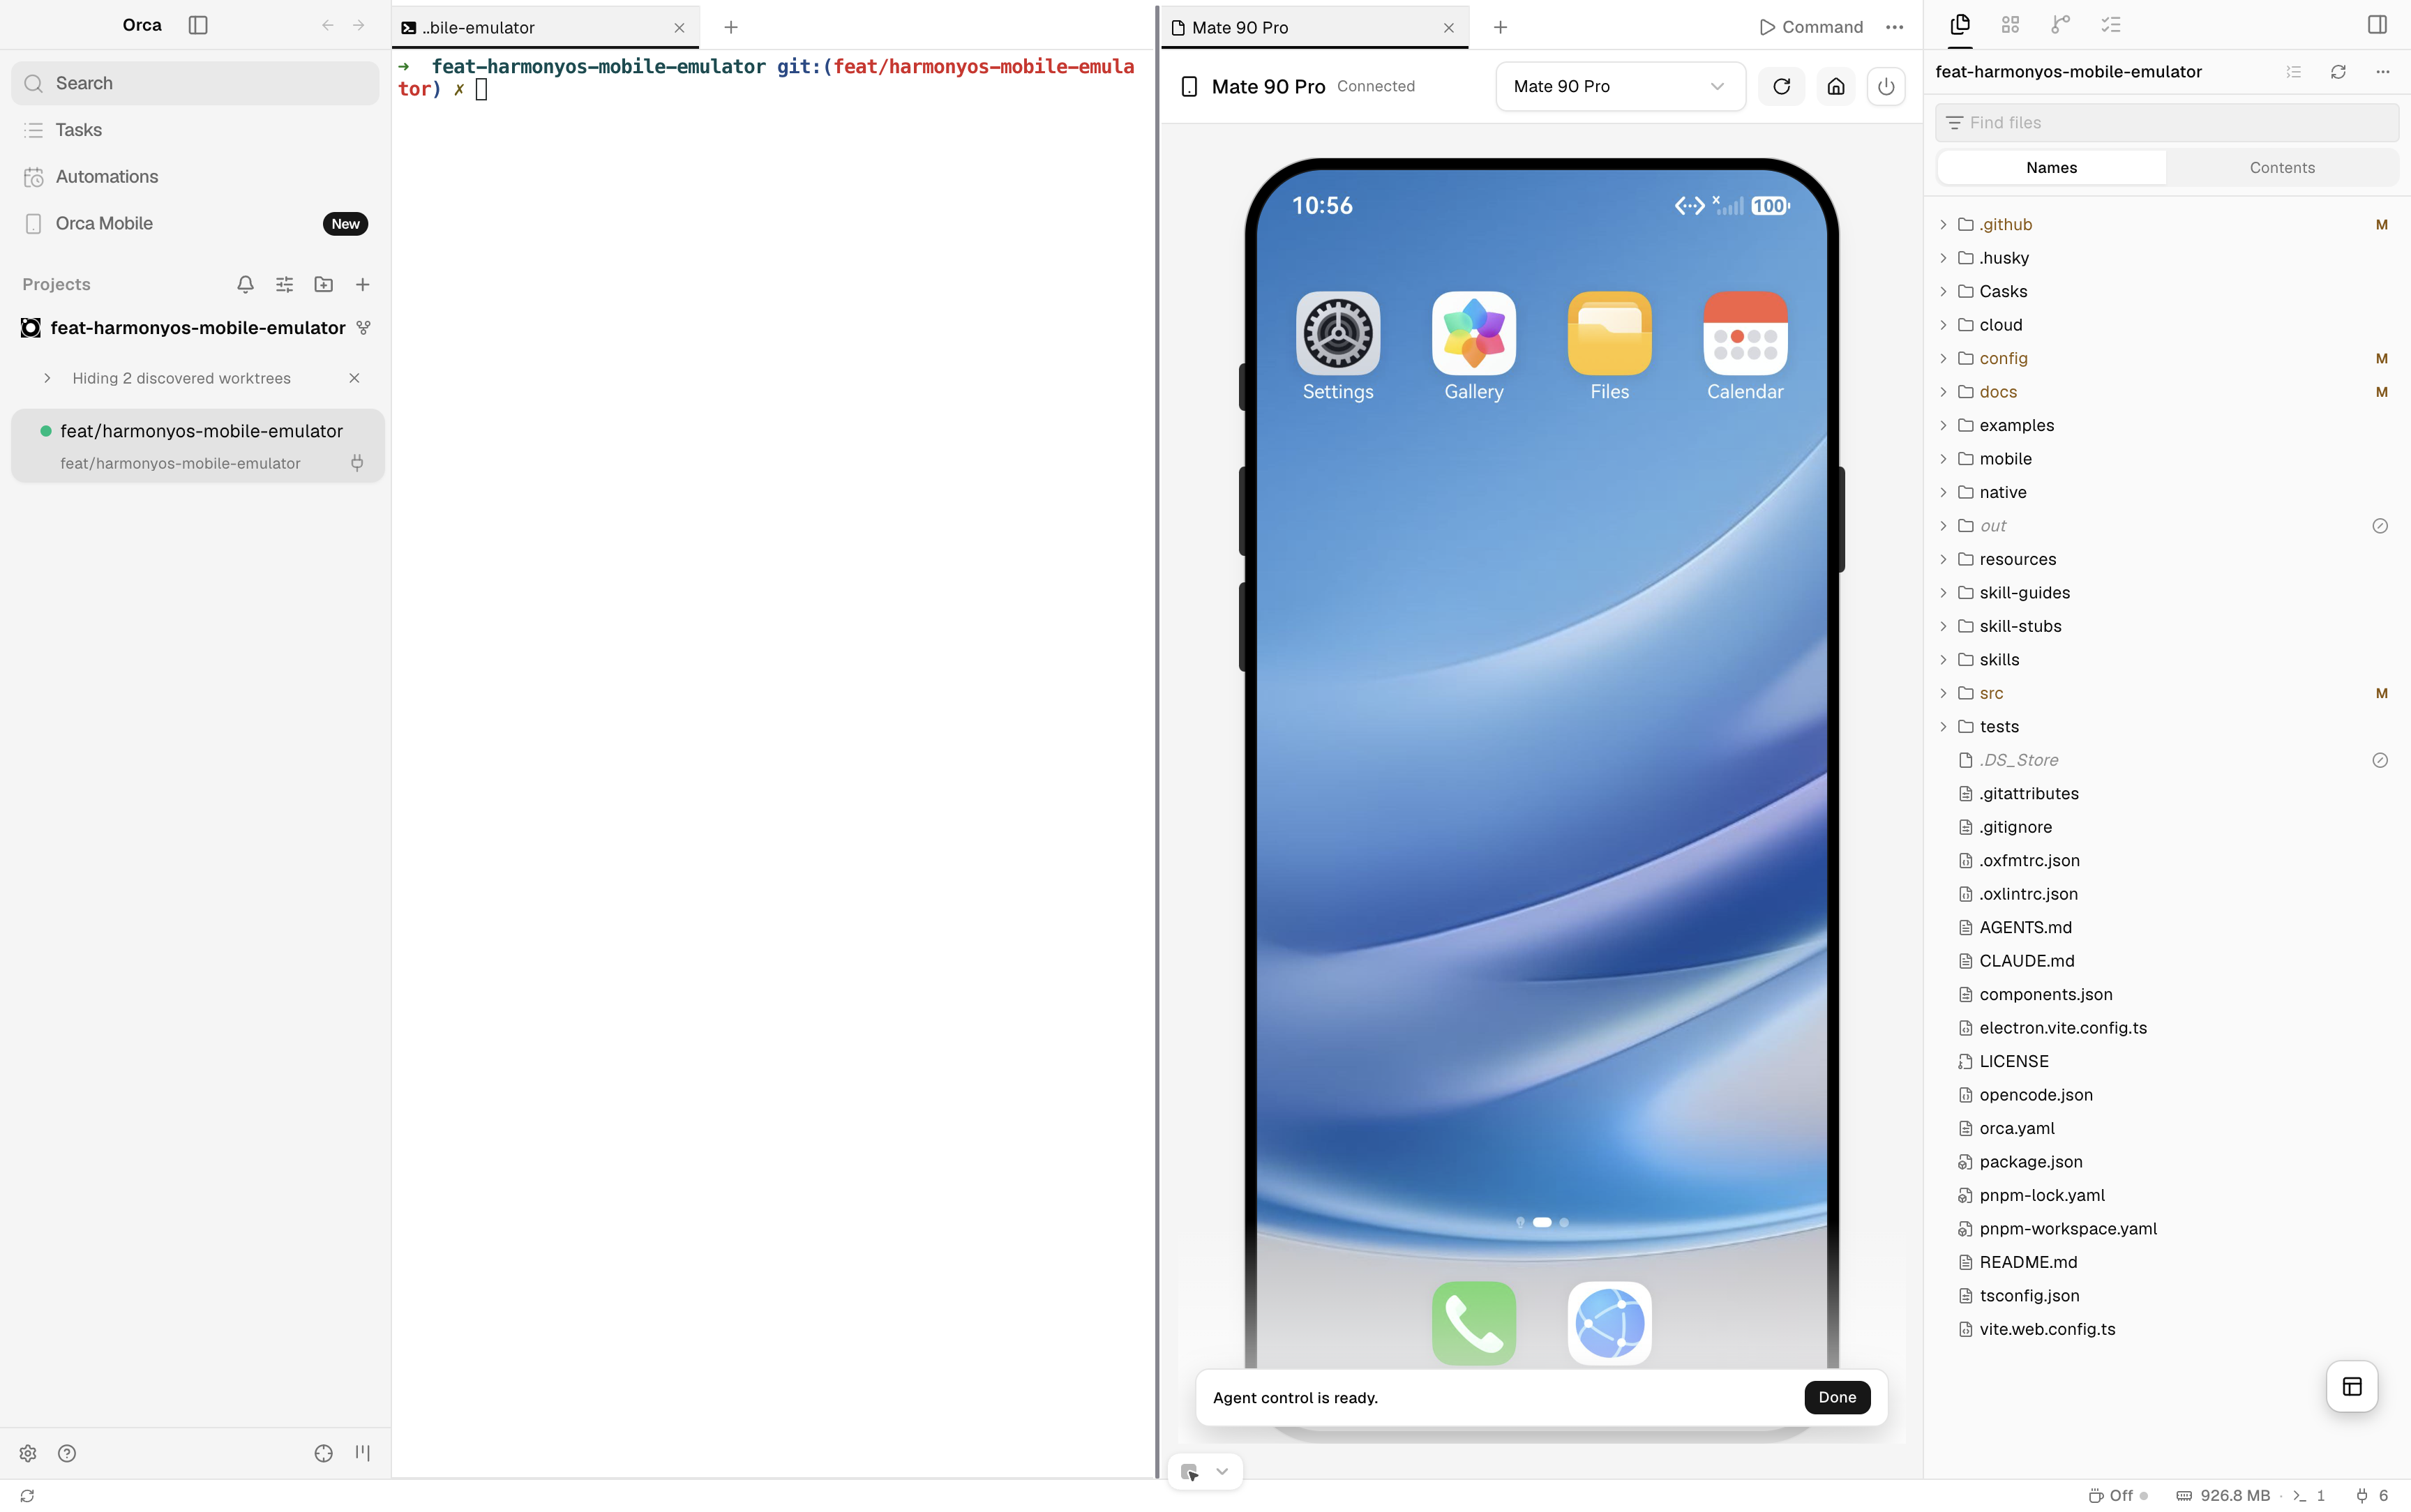 Orca
Search
Tasks
Automations
Orca Mobile
New
Projects
feat-harmonyos-mobile-emulator
Hiding 2 discovered worktrees
feat/harmonyos-mobile-emulator
feat/harmonyos-mobile-emulator
..bile-emulator
➜ feat-harmonyos-mobile-emulator git:(feat/harmonyos-mobile-emula
tor) ✗
Mate 90 Pro
Command
Mate 90 Pro Connected
Mate 90 Pro
10:56
100
Settings
Gallery
Files
Calendar
Agent control is ready.
Done
feat-harmonyos-mobile-emulator
Find files
Names
Contents
.github M
.husky
Casks
cloud
config M
docs M
examples
mobile
native
out
resources
skill-guides
skill-stubs
skills
src M
tests
.DS_Store
.gitattributes
.gitignore
.oxfmtrc.json
.oxlintrc.json
AGENTS.md
CLAUDE.md
components.json
electron.vite.config.ts
LICENSE
opencode.json
orca.yaml
package.json
pnpm-lock.yaml
pnpm-workspace.yaml
README.md
tsconfig.json
vite.web.config.ts
Off
926.8 MB · 1
6